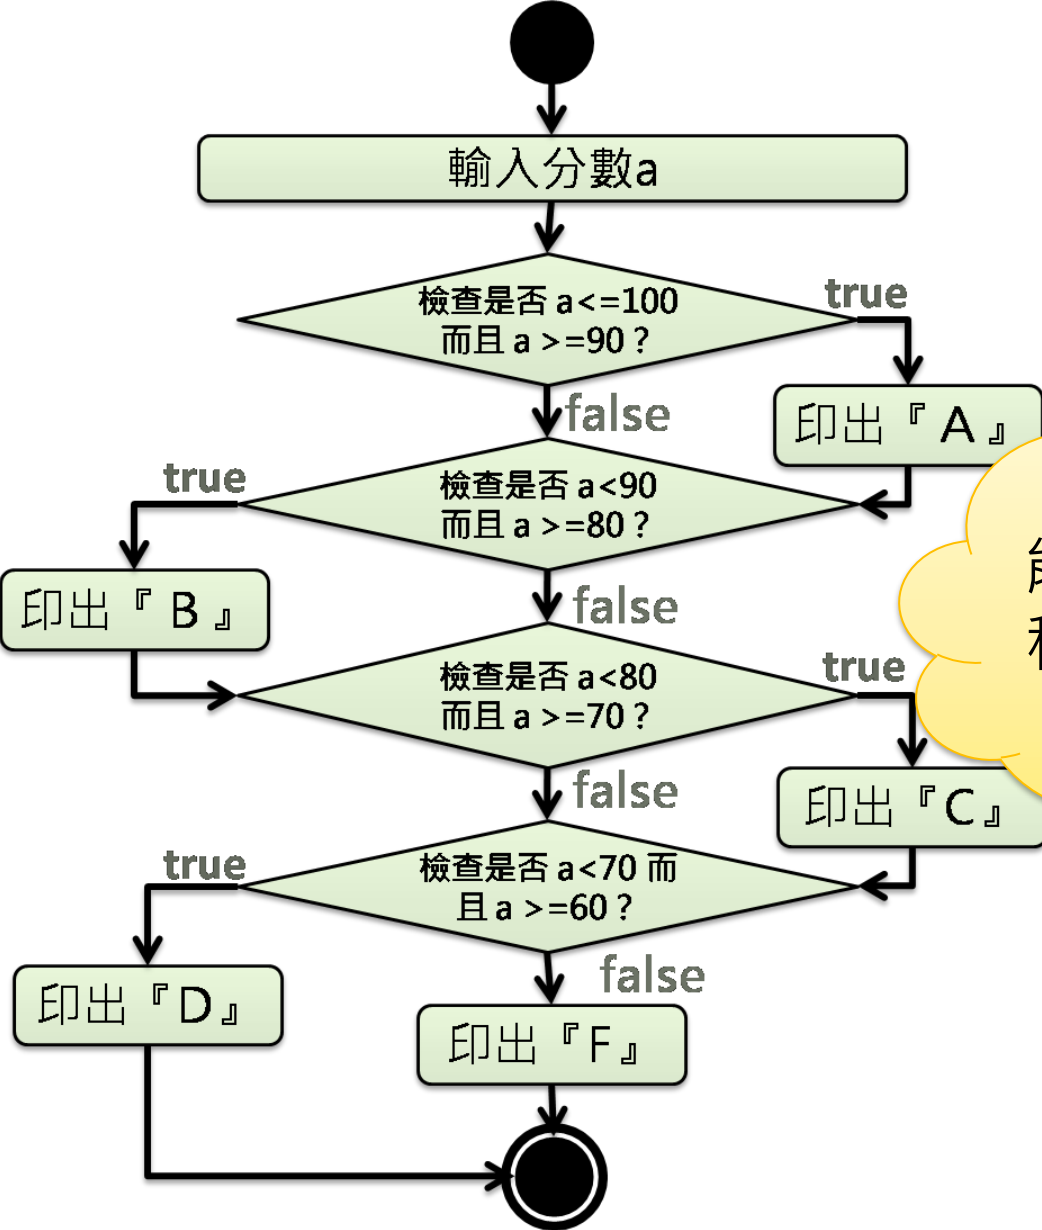 輸入分數a
檢查是否 a<=100
而且 a >=90 ?
true
false
印出『 A 』
檢查是否 a<90
而且 a >=80 ?
true
false
印出『 B 』
檢查是否 a<80
而且 a >=70 ?
true
false
印出『C』
檢查是否 a<70 而
且 a >=60 ?
true
false
印出『D』
印出『F』